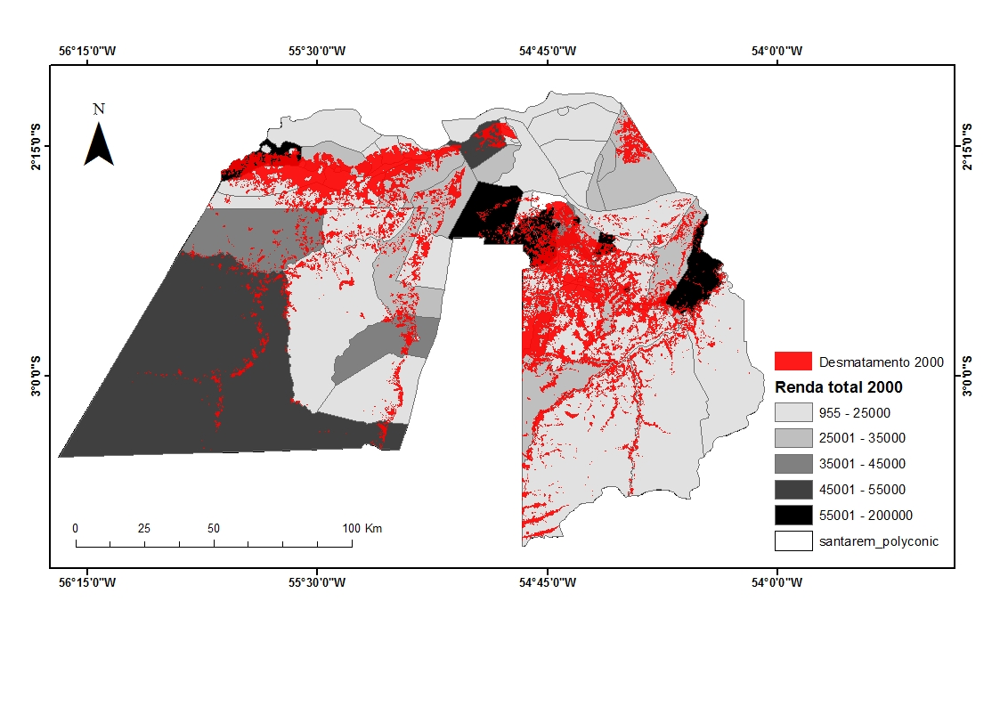 56°15'0"W 55°30'0"W 54°45'0"W 54°0'0"W
N
2°15'0"S
2°15'0"S
3°0'0"S
3°0'0"S
Desmatamento 2000
Renda total 2000
955 - 25000
25001 - 35000
35001 - 45000
45001 - 55000
55001 - 200000
santarem_polyconic
0 25 50 100 Km
56°15'0"W 55°30'0"W 54°45'0"W 54°0'0"W